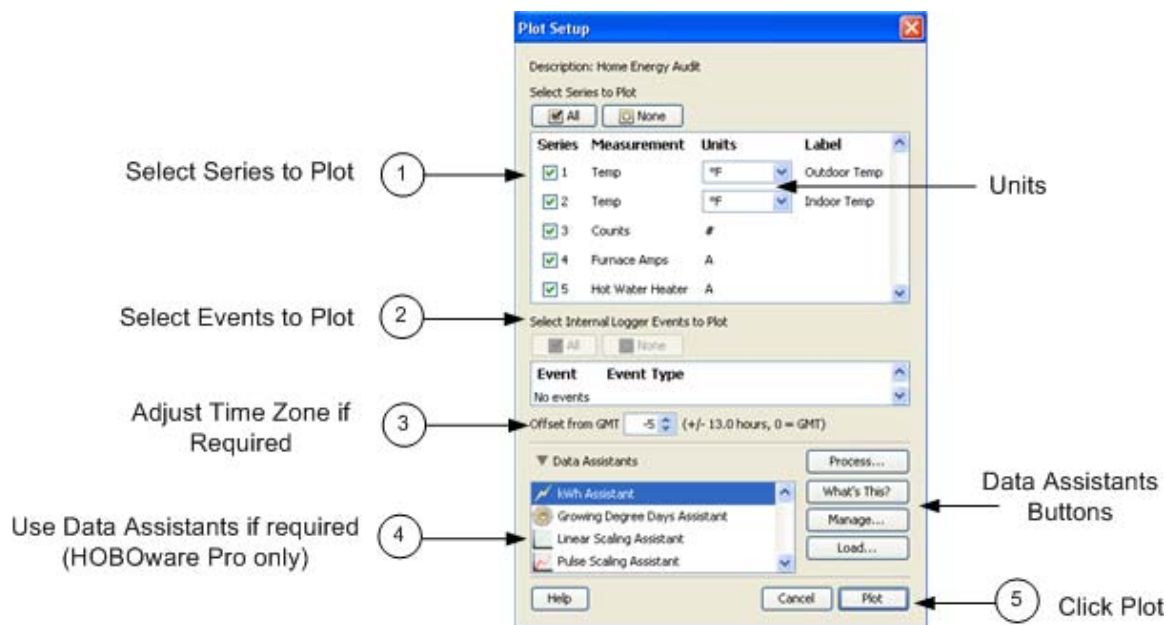 Plot Setup
Description: Home Energy Audit
Select Series to Plot
All None
Series Measurement Units Label
1 Temp °F Outdoor Temp
2 Temp °F Indoor Temp
3 Counts #
4 Furnace Amps A
5 Hot Water Heater A
Select Internal Logger Events to Plot
All None
Event Event Type
No events
Offset from GMT -5 (+/- 13.0 hours, 0 = GMT)
Data Assistants
kWh Assistant
Growing Degree Days Assistant
Linear Scaling Assistant
Pulse Scaling Assistant
Process...
What's This?
Manage...
Load...
Help Cancel Plot
Select Series to Plot 1
Units
Select Events to Plot 2
Adjust Time Zone if
Required
3
Use Data Assistants if required
(HOBOware Pro only)
4
Data Assistants
Buttons
5 Click Plot